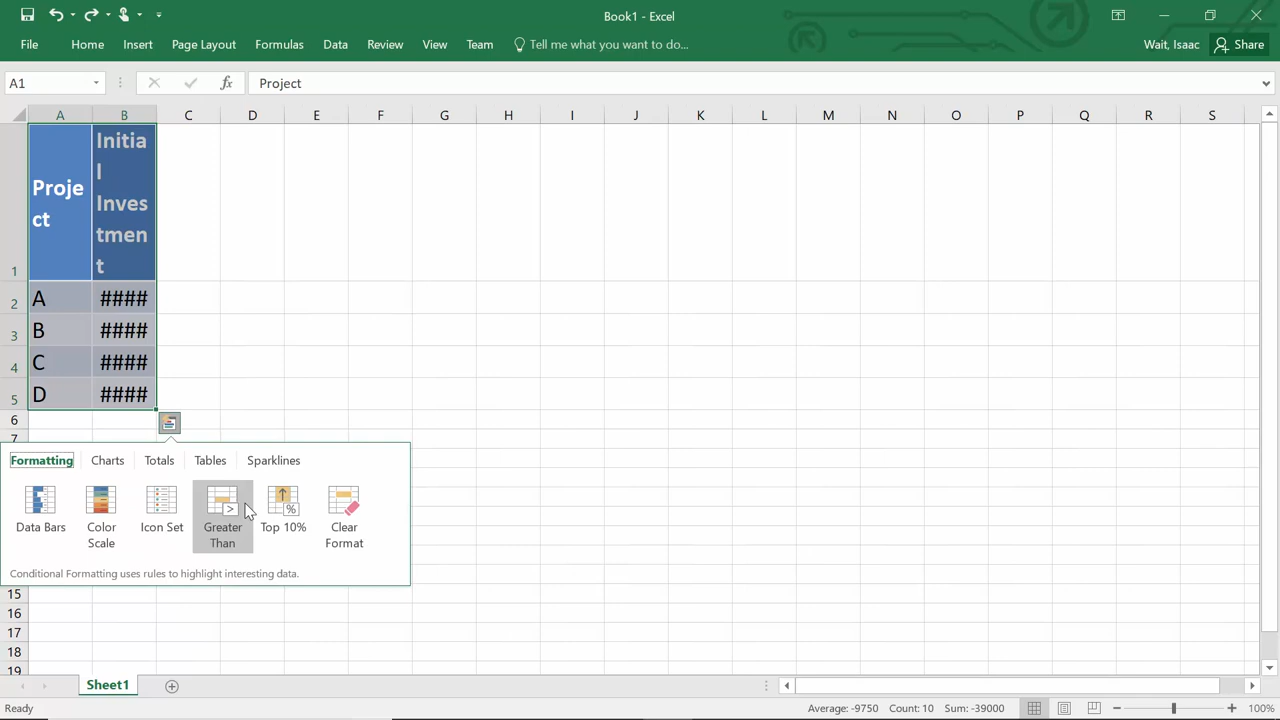 Book1 - Excel
File Home Insert Page Layout Formulas Data Review View Team Tell me what you want to do... Wait, Isaac Share
A1 fx Project
A B C D E F G H I J K L M N O P Q R S
Initia
l
Proje Inves
ct tmen
1 t
2 A ####
3 B ####
4 C ####
5 D ####
6
7
Formatting Charts Totals Tables Sparklines
> %
Data Bars Color Icon Set Greater Top 10% Clear
Scale Than Format
Conditional Formatting uses rules to highlight interesting data.
15
16
17
18
19
Sheet1
Ready Average: -9750 Count: 10 Sum: -39000 100%